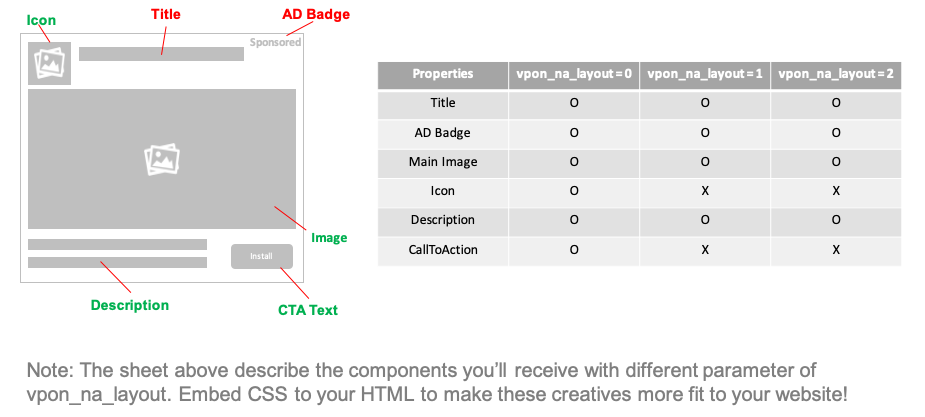 Icon
Title
AD Badge
Sponsored
Image
Install
Description
CTA Text
Properties vpon_na_layout=0 vpon_na_layout=1 vpon_na_layout=2
Title O O O
AD Badge O O O
Main Image O O O
Icon O X X
Description O O O
CallToAction O X X
Note: The sheet above describe the components you'll receive with different parameter of
vpon_na_layout. Embed CSS to your HTML to make these creatives more fit to your website!